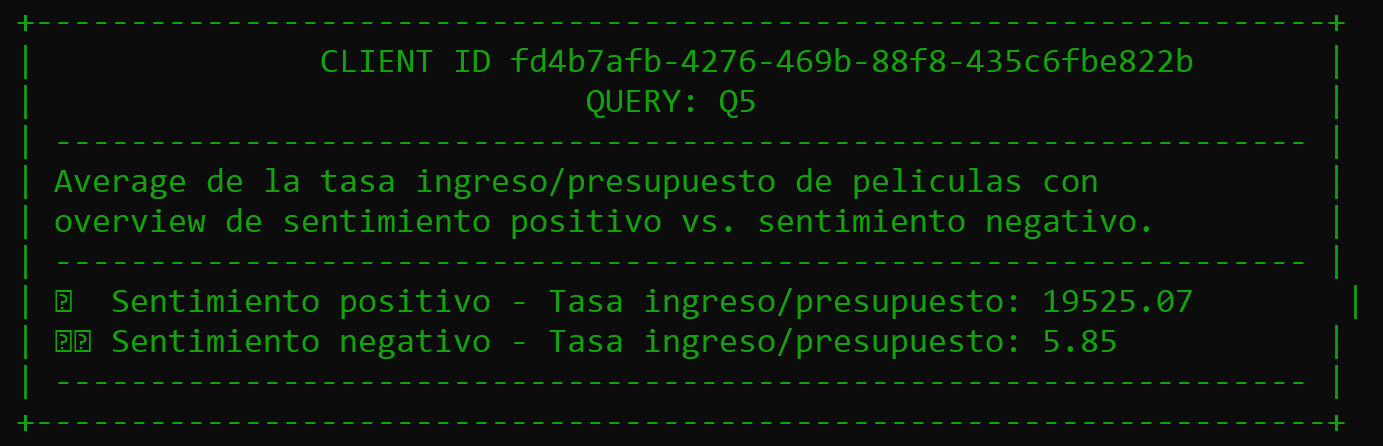 CLIENT ID fd4b7afb-4276-469b-88f8-435c6fbe822b
QUERY: Q5
Average de la tasa ingreso/presupuesto de peliculas con
overview de sentimiento positivo vs. sentimiento negativo.
Sentimiento positivo - Tasa ingreso/presupuesto: 19525.07
Sentimiento negativo - Tasa ingreso/presupuesto: 5.85